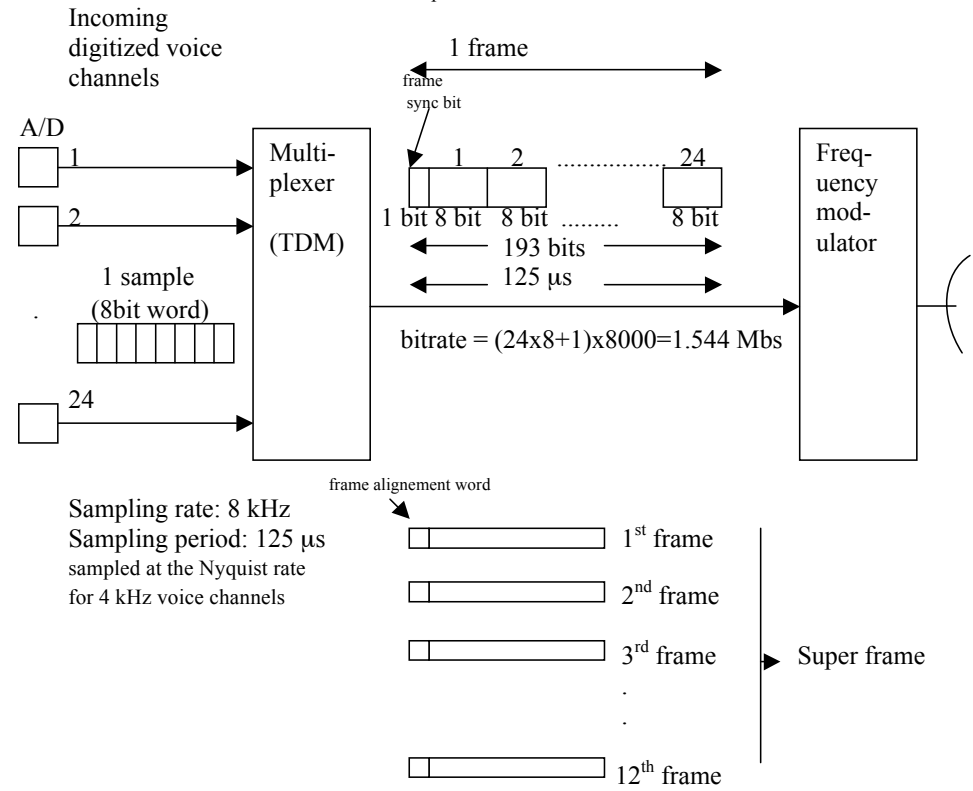 Incoming
digitized voice
channels
1 frame
frame
sync bit
A/D
1
2
1 sample
(8bit word)
.
24
Multi-
plexer
(TDM)
1 2 .................. 24
1 bit 8 bit 8 bit ......... 8 bit
193 bits
125 μs
bitrate = (24x8+1)x8000=1.544 Mbs
Freq-
uency
mod-
ulator
Sampling rate: 8 kHz
Sampling period: 125 μs
sampled at the Nyquist rate
for 4 kHz voice channels
frame alignement word
1st frame
2nd frame
3rd frame
.
.
12th frame
Super frame